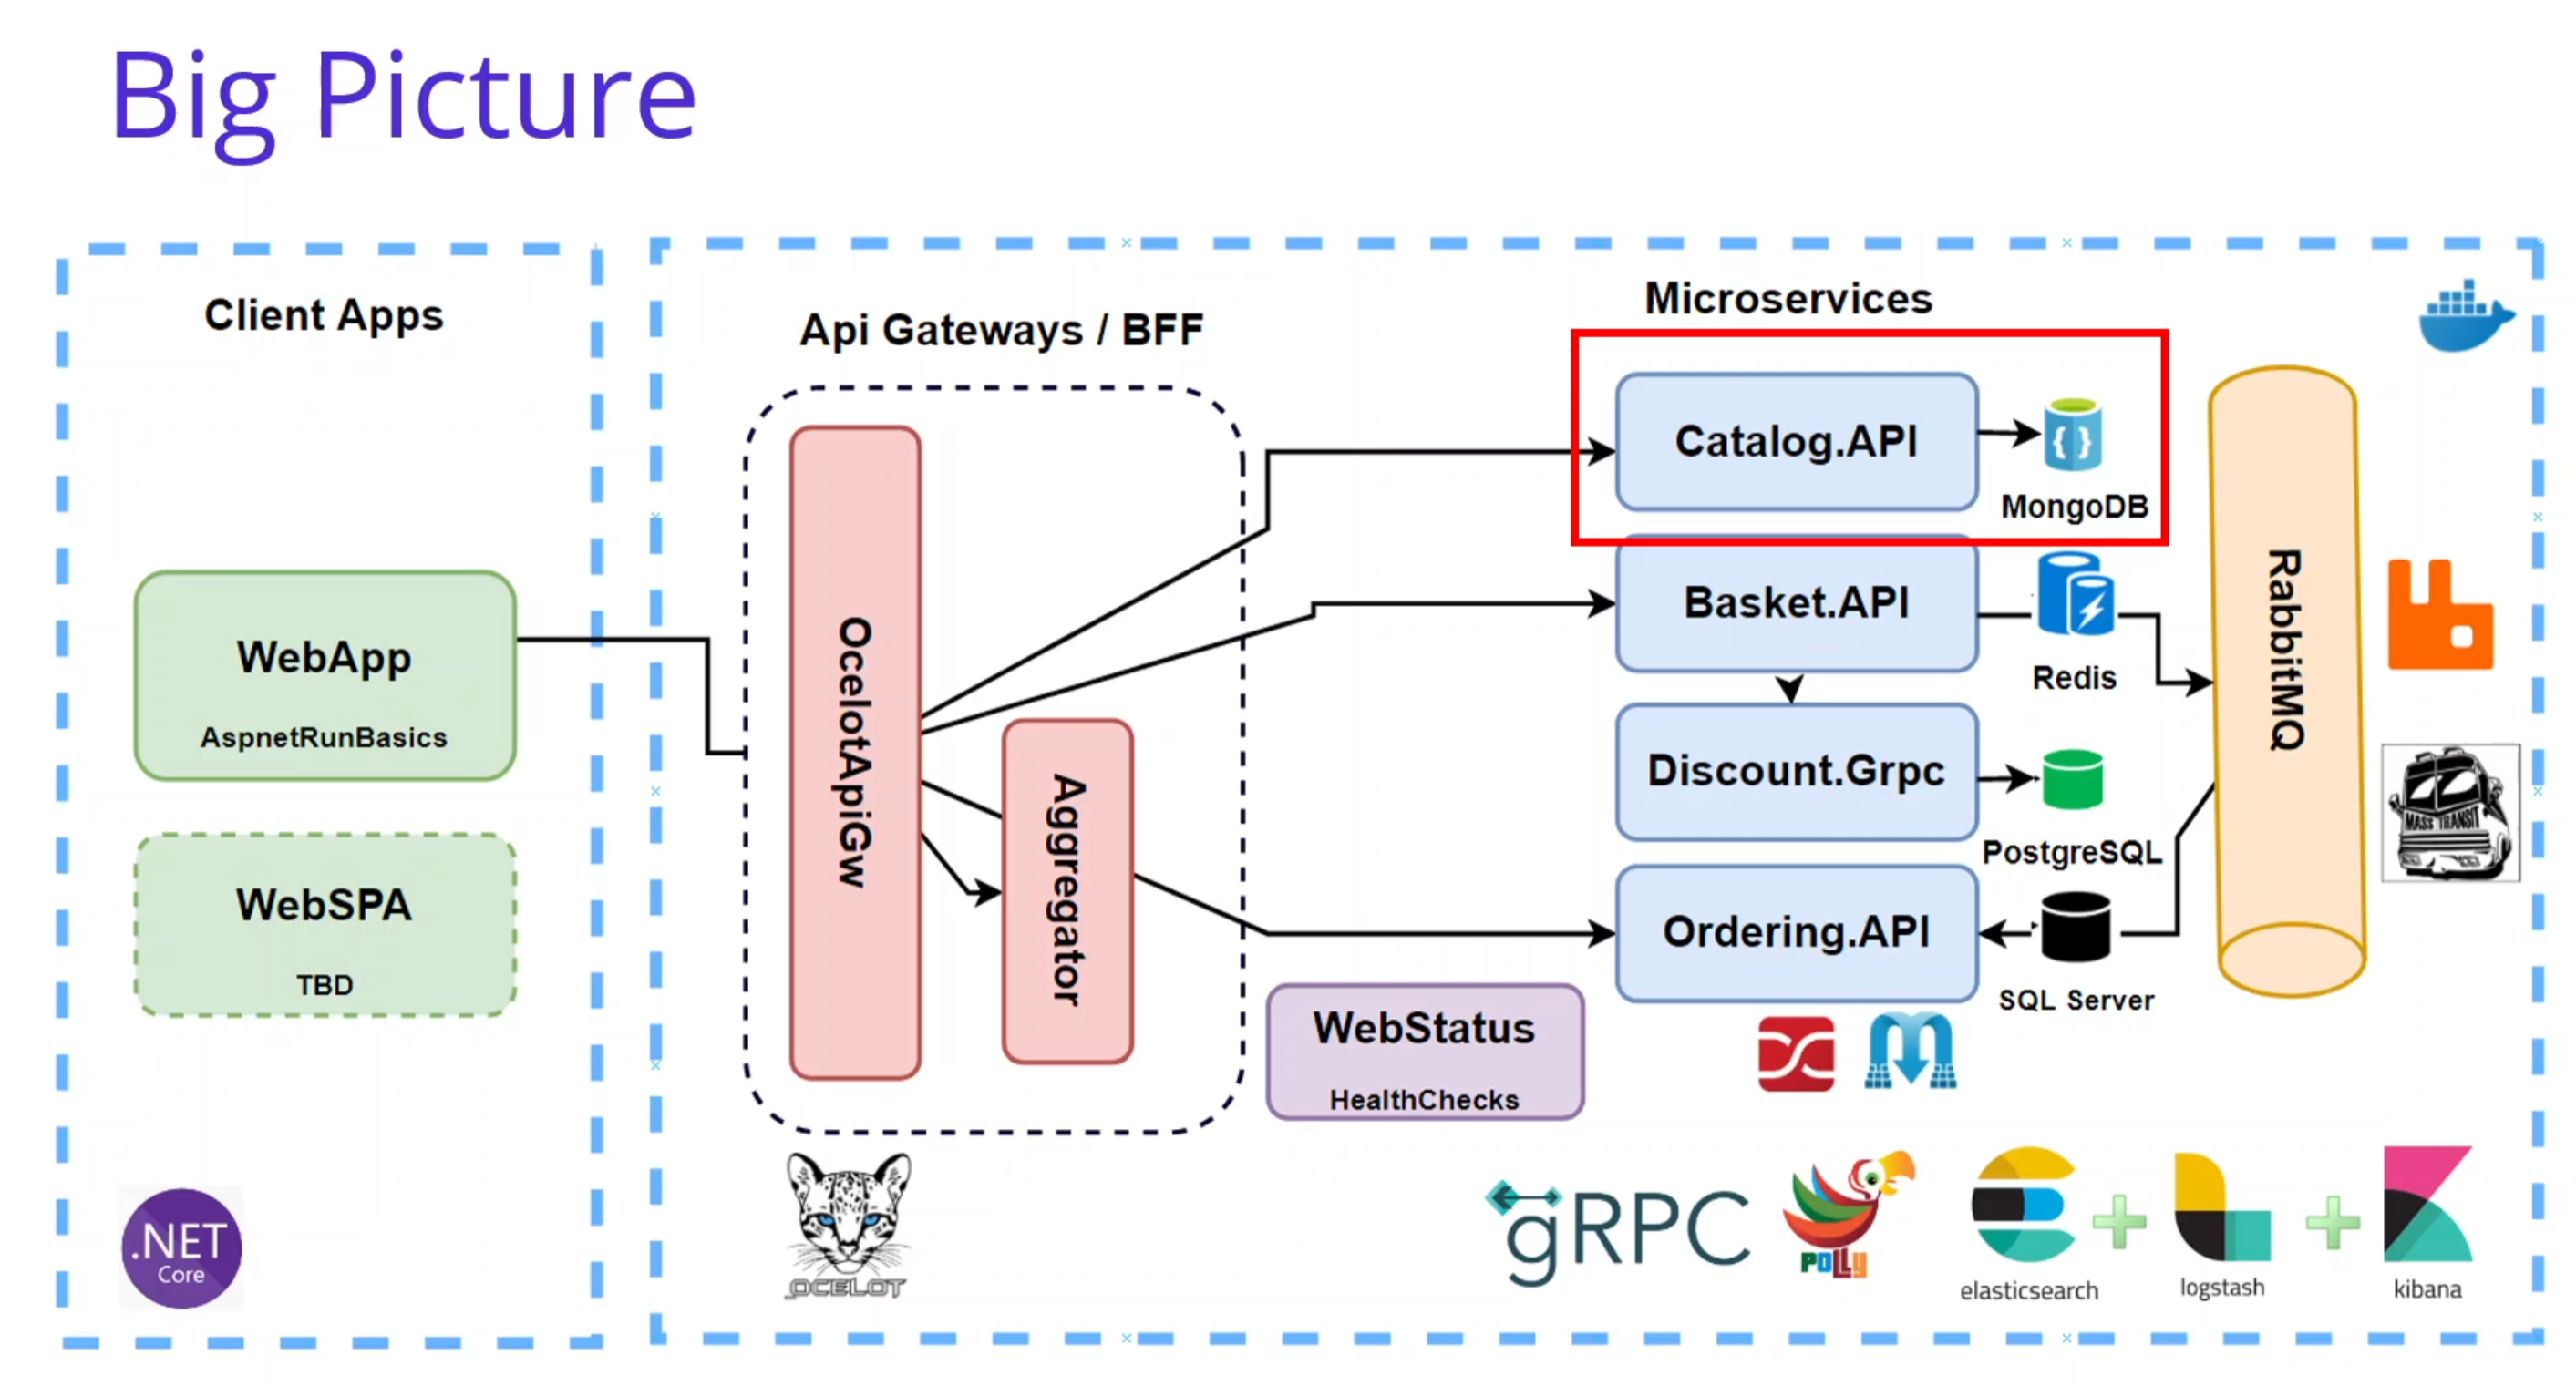 Big Picture
Client Apps
WebApp
AspnetRunBasics
WebSPA
TBD
.NET
Core
Api Gateways / BFF
OcelotApiGw
Aggregator
OCELOT
Microservices
Catalog.API
MongoDB
Basket.API
Redis
Discount.Grpc
PostgreSQL
Ordering.API
SQL Server
WebStatus
HealthChecks
RabbitMQ
MASS TRANSIT
gRPC
POLLY
elasticsearch
logstash
kibana